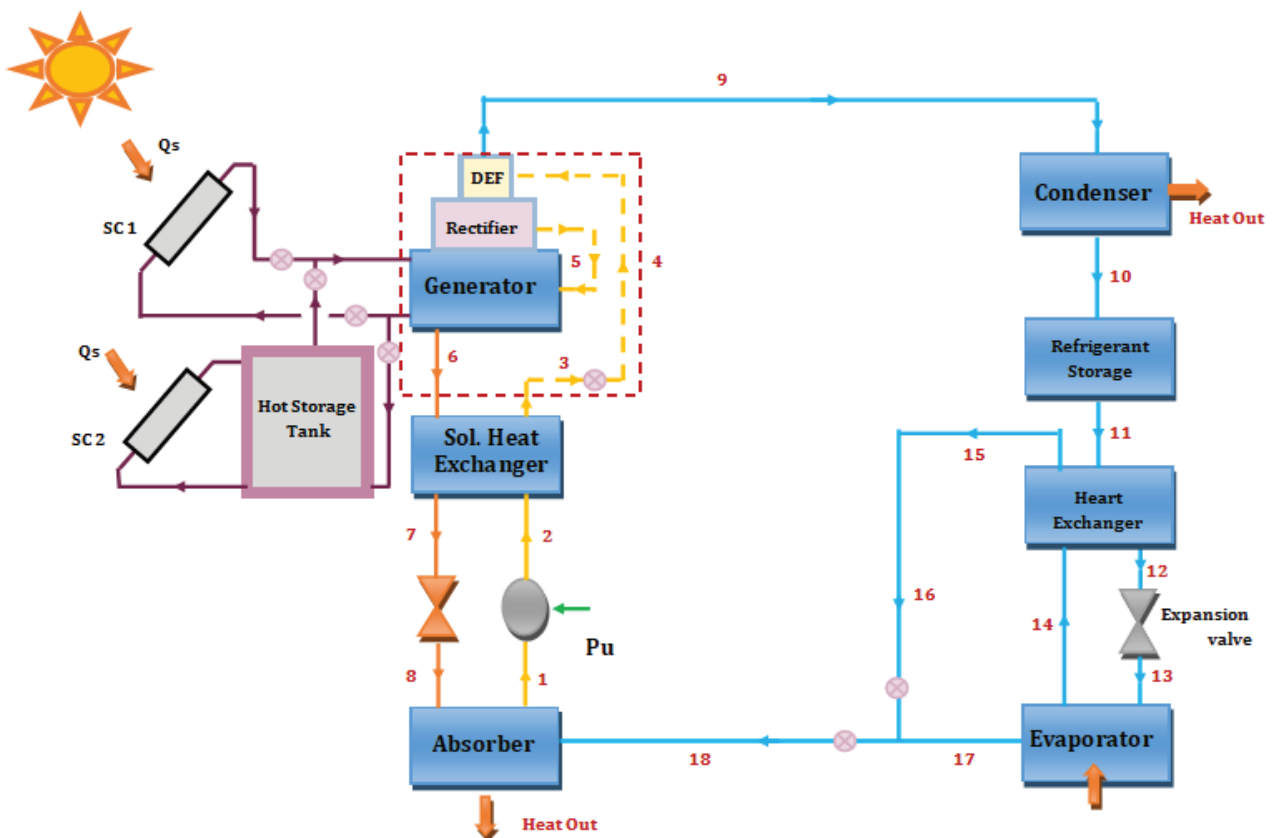 9
Qs
DEF
Condenser
Heat Out
SC 1
Rectifier
5
4
Generator
10
Qs
6
3
Refrigerant
Storage
Hot Storage
Tank
SC 2
Sol. Heat
Exchanger
11
15
Heart
Exchanger
7
2
12
16
14
Expansion
valve
Pu
8
1
13
Absorber
18
17
Evaporator
Heat Out